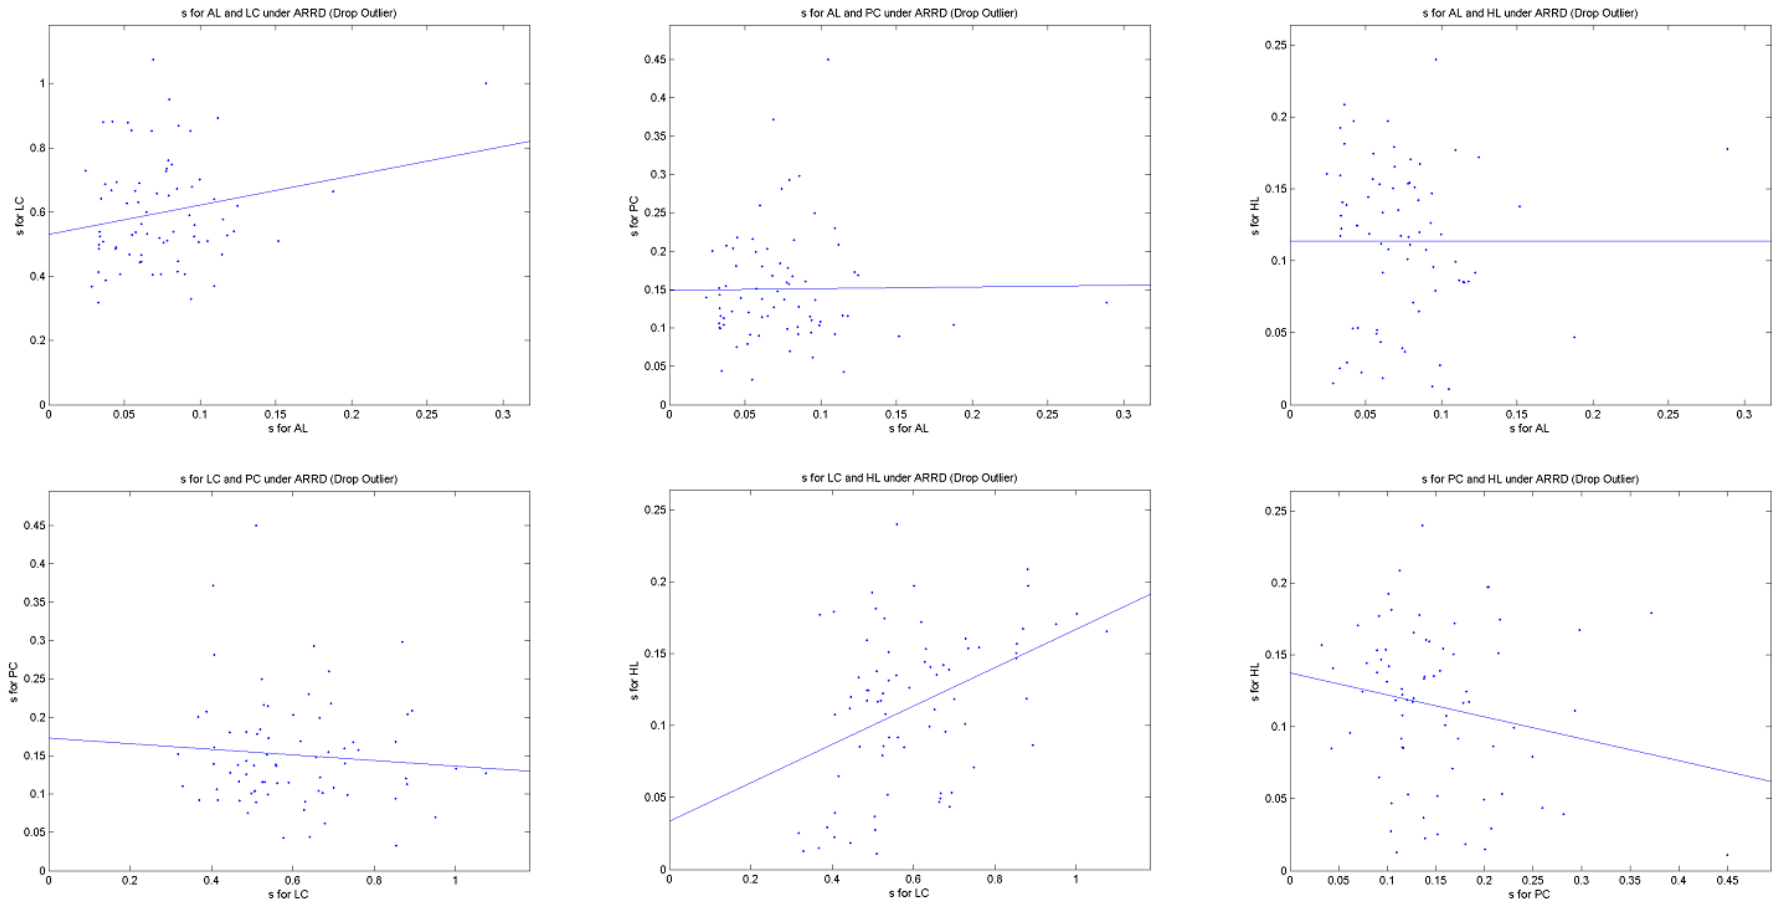 s for AL and LC under ARRD (Drop Outlier)
1
0.8
0.6
0.4
0.2
0
s for LC
0 0.05 0.1 0.15 0.2 0.25 0.3
s for AL
s for AL and PC under ARRD (Drop Outlier)
0.45
0.4
0.35
0.3
0.25
0.2
0.15
0.1
0.05
0
s for PC
0 0.05 0.1 0.15 0.2 0.25 0.3
s for AL
s for AL and HL under ARRD (Drop Outlier)
0.25
0.2
0.15
0.1
0.05
0
s for HL
0 0.05 0.1 0.15 0.2 0.25 0.3
s for AL
s for LC and PC under ARRD (Drop Outlier)
0.45
0.4
0.35
0.3
0.25
0.2
0.15
0.1
0.05
0
s for PC
0 0.2 0.4 0.6 0.8 1
s for LC
s for LC and HL under ARRD (Drop Outlier)
0.25
0.2
0.15
0.1
0.05
0
s for HL
0 0.2 0.4 0.6 0.8 1
s for LC
s for PC and HL under ARRD (Drop Outlier)
0.25
0.2
0.15
0.1
0.05
0
s for HL
0 0.05 0.1 0.15 0.2 0.25 0.3 0.35 0.4 0.45
s for PC